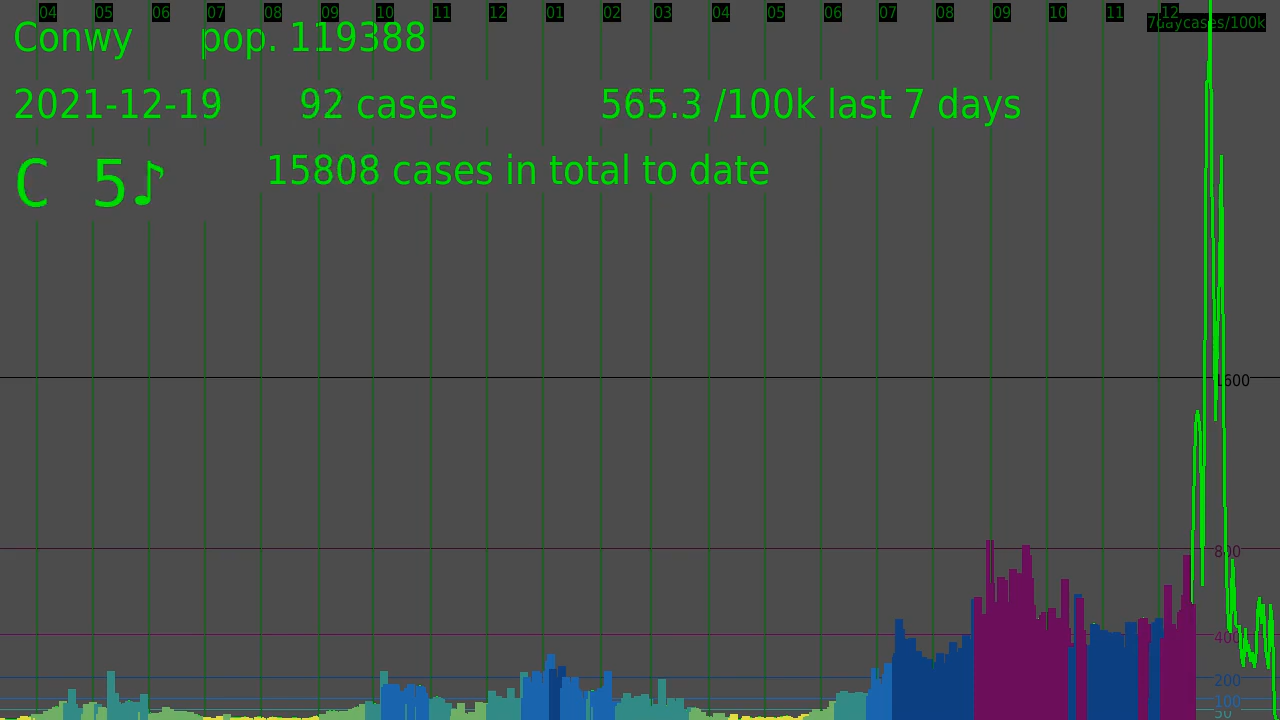 04 05 06 07 08 09 10 11 12 01 02 03 04 05 06 07 08 09 10 11 12
7daycases/100k
Conwy pop. 119388
2021-12-19 92 cases 565.3 /100k last 7 days
C 5♪ 15808 cases in total to date
1600
800
400
200
100
50